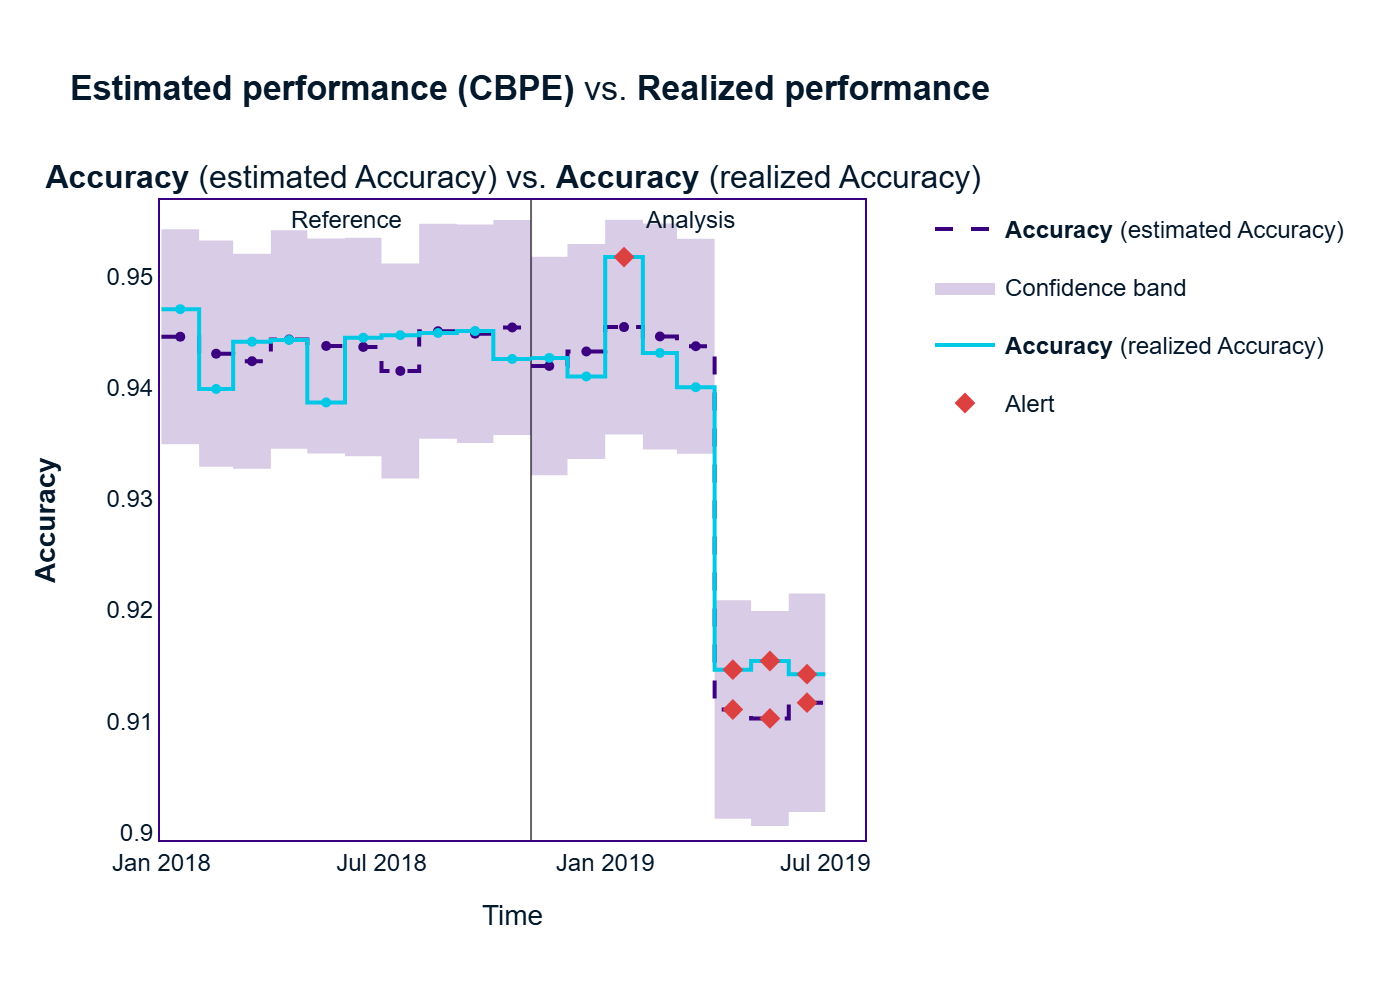 Estimated performance (CBPE) vs. Realized performance
Accuracy (estimated Accuracy) vs. Accuracy (realized Accuracy)
Reference
Analysis
Accuracy (estimated Accuracy)
Confidence band
Accuracy (realized Accuracy)
Alert
0.95
0.94
0.93
0.92
0.91
0.9
Accuracy
Jan 2018
Jul 2018
Jan 2019
Jul 2019
Time